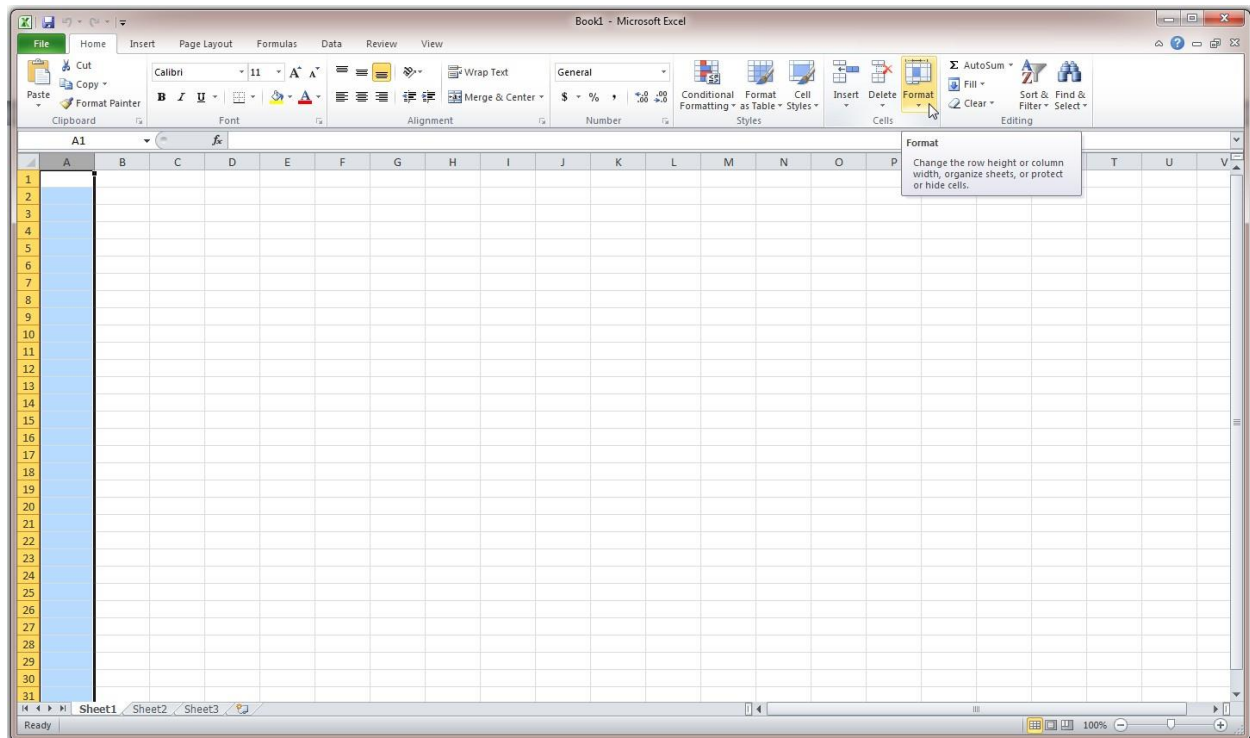 Book1 - Microsoft Excel
File Home Insert Page Layout Formulas Data Review View
Paste
Cut
Copy
Format Painter
Clipboard
Calibri 11 A A
B I U A
Font
Wrap Text
Merge & Center
Alignment
General
$ % , .0 .00 .00 .0
Number
Conditional Formatting
Format as Table
Cell Styles
Styles
Insert Delete Format
Cells
Σ AutoSum
Fill
Clear
Sort & Filter
Find & Select
Editing
A1 fx
Format
Change the row height or column
width, organize sheets, or protect
or hide cells.
A B C D E F G H I J K L M N O P T U V
1
2
3
4
5
6
7
8
9
10
11
12
13
14
15
16
17
18
19
20
21
22
23
24
25
26
27
28
29
30
31
Sheet1 Sheet2 Sheet3
Ready 100%